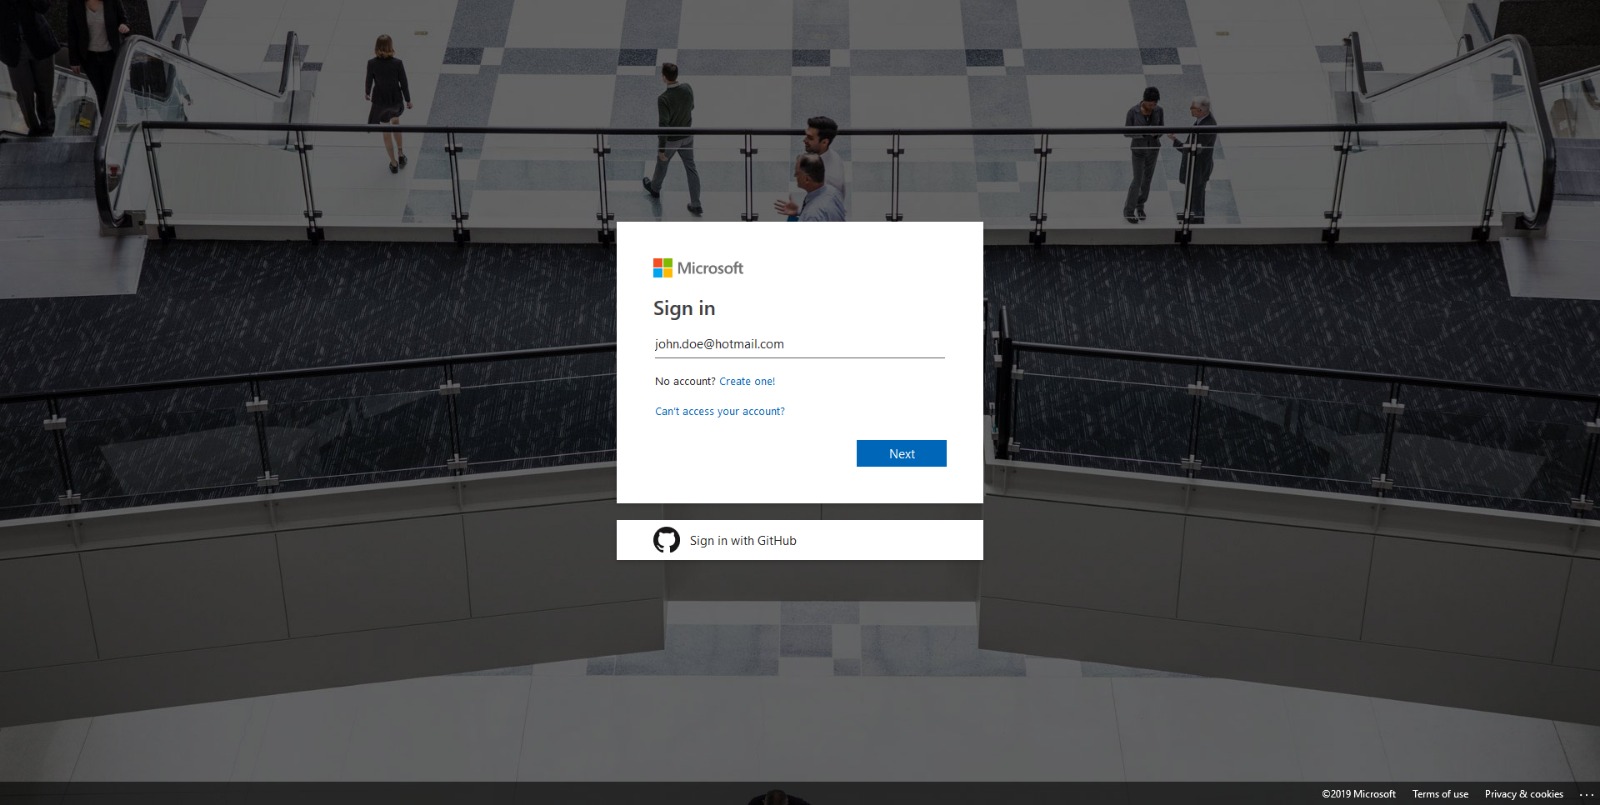 Microsoft
Sign in
john.doe@hotmail.com
No account? Create one!
Can't access your account?
Next
Sign in with GitHub
©2019 Microsoft Terms of use Privacy & cookies ...